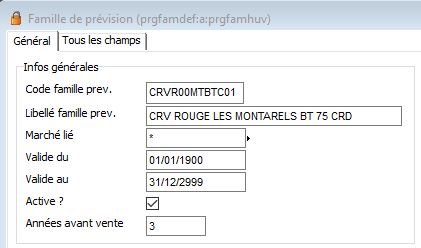 Famille de prévision (prgfamdef:a:prgfamhuv)
Général
Tous les champs
Infos générales
Code famille prev. CRVR00MTBTC01
Libellé famille prev. CRV ROUGE LES MONTARELS BT 75 CRD
Marché lié *
Valide du 01/01/1900
Valide au 31/12/2999
Active ?
Années avant vente 3